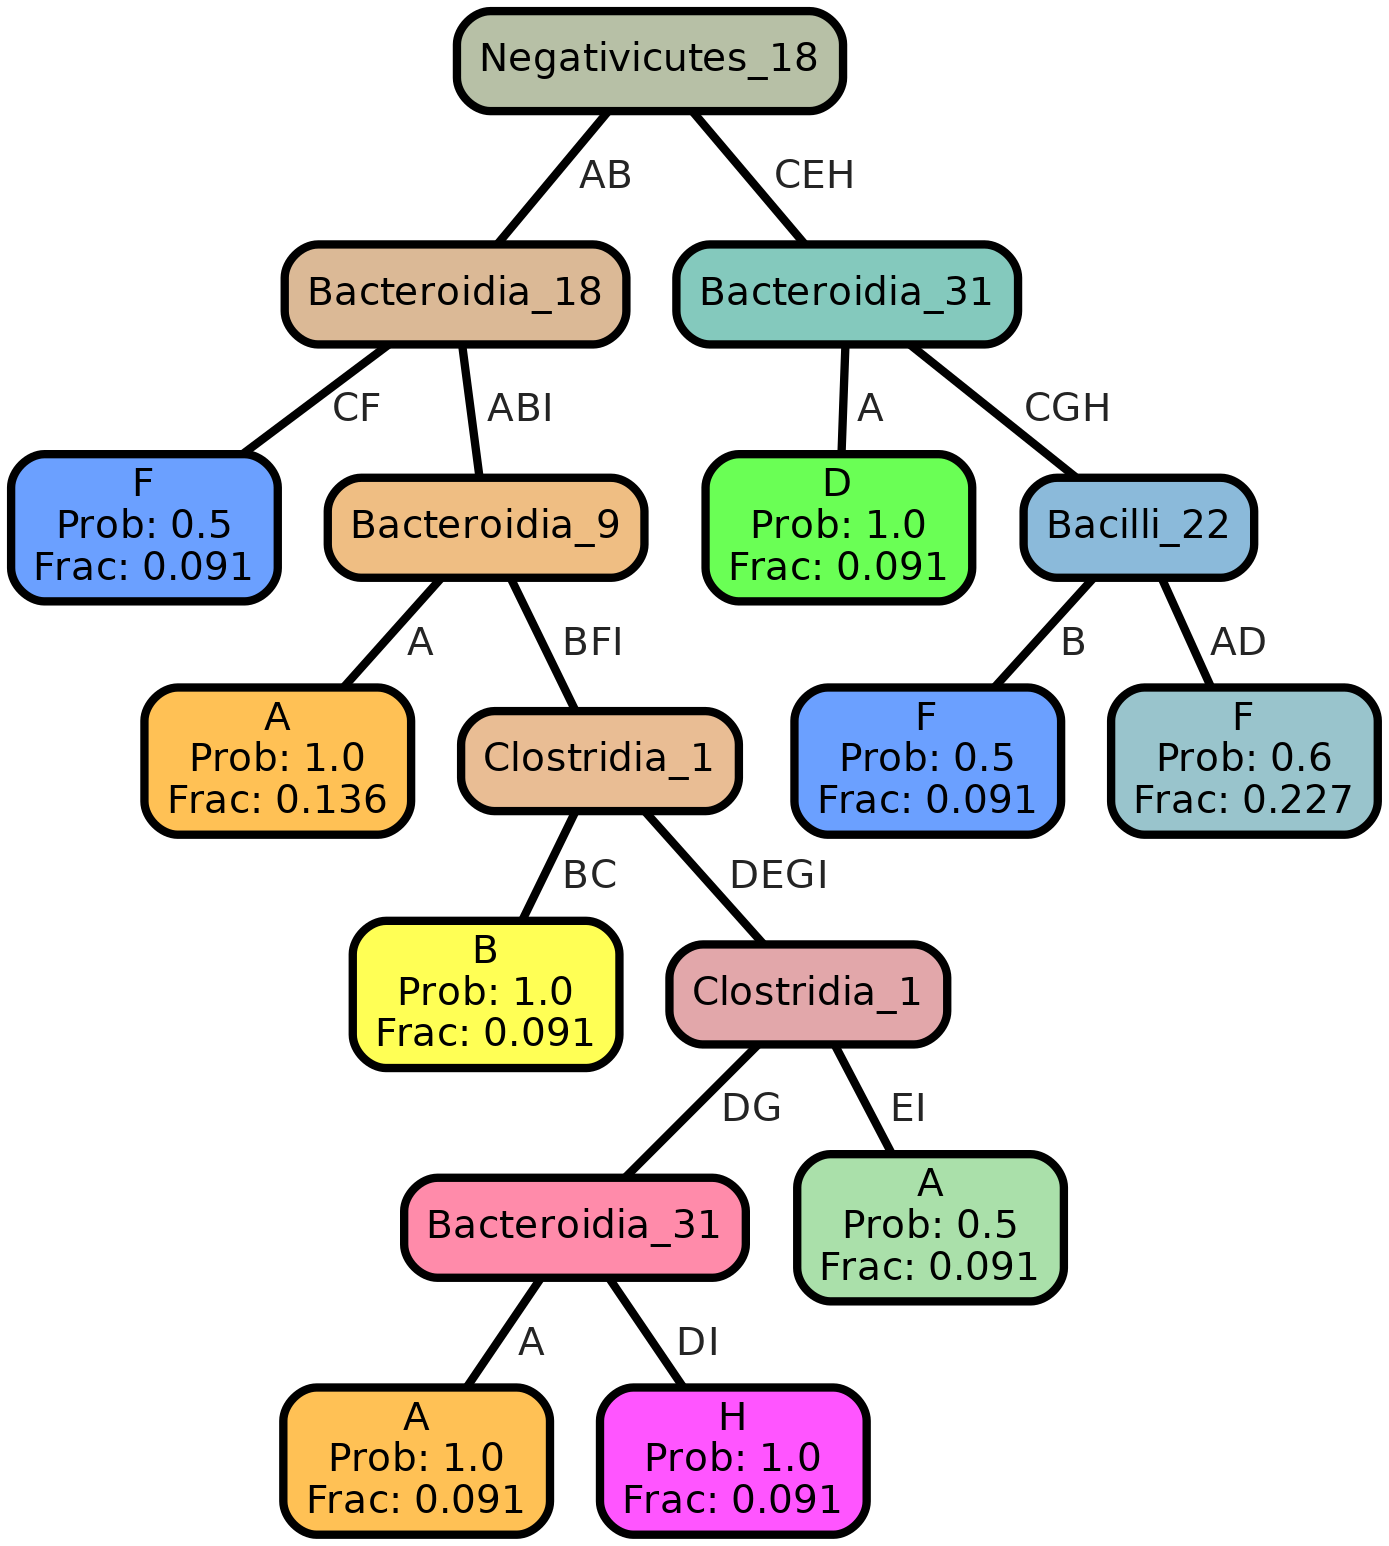 Negativicutes_18
AB
CEH
Bacteroidia_18
Bacteroidia_31
CF
ABI
A
CGH
F
Prob: 0.5
Frac: 0.091
Bacteroidia_9
D
Prob: 1.0
Frac: 0.091
Bacilli_22
A
BFI
B
AD
A
Prob: 1.0
Frac: 0.136
Clostridia_1
F
Prob: 0.5
Frac: 0.091
F
Prob: 0.6
Frac: 0.227
BC
DEGI
B
Prob: 1.0
Frac: 0.091
Clostridia_1
DG
EI
Bacteroidia_31
A
Prob: 0.5
Frac: 0.091
A
DI
A
Prob: 1.0
Frac: 0.091
H
Prob: 1.0
Frac: 0.091